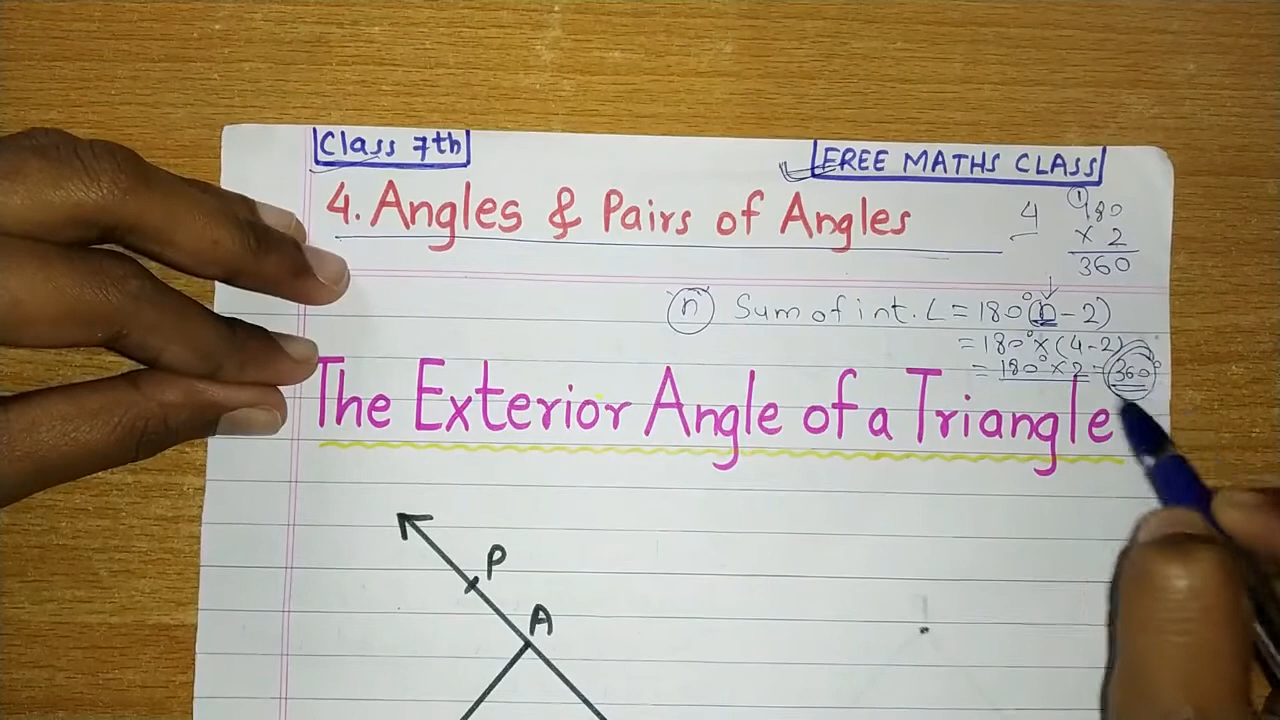 Class 7th
FREE MATHS CLASS
4. Angles & Pairs of Angles
4
① 180
× 2
360
n Sum of int. ∠ = 180°(n-2)
= 180° × (4-2)
= 180° × 2 = 360°
The Exterior Angle of a Triangle
P
A